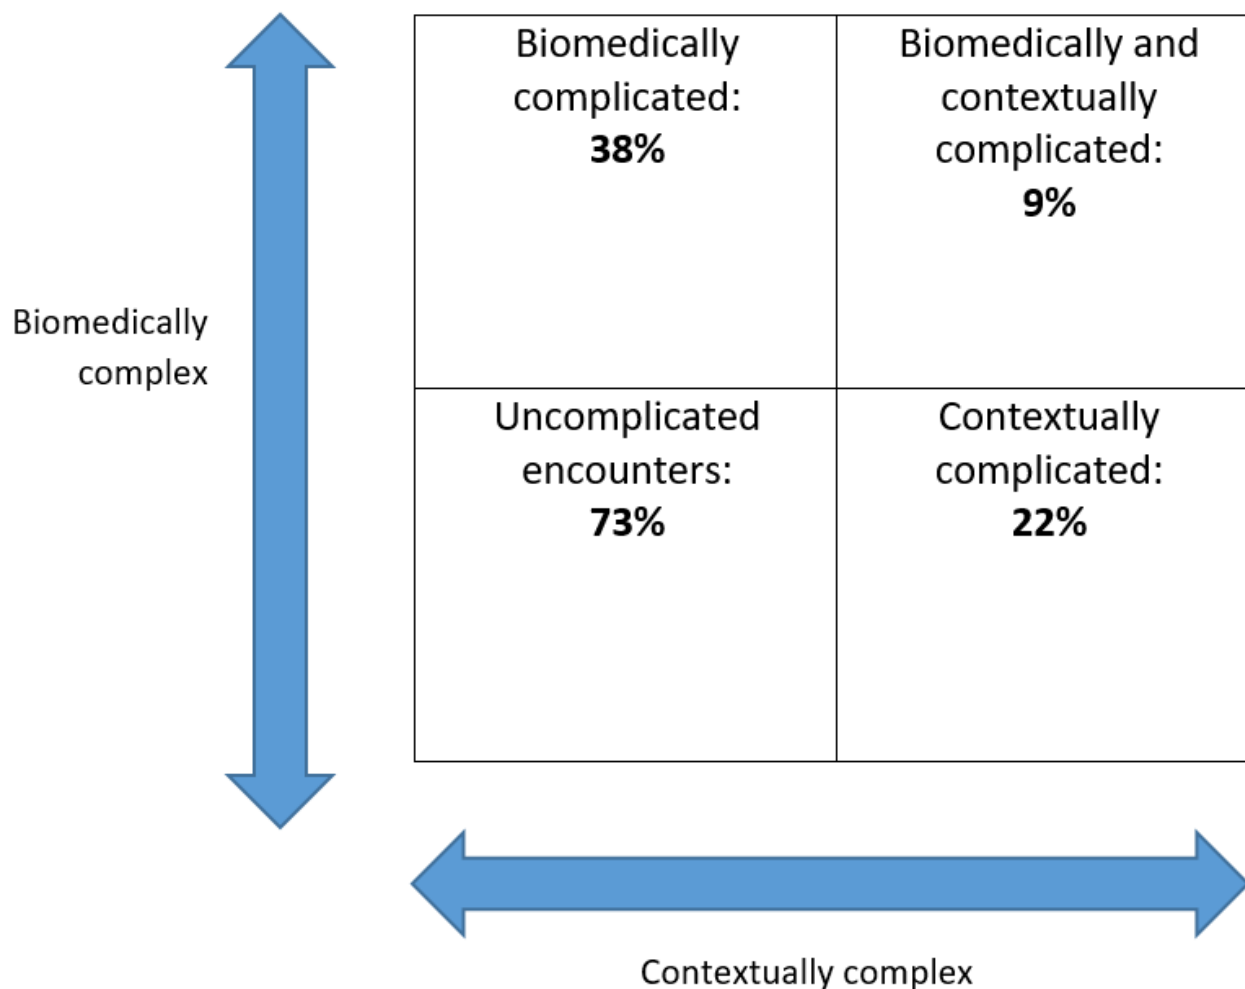 Biomedically
complicated:
38%
Biomedically and
contextually
complicated:
9%
Biomedically
complex
Uncomplicated
encounters:
73%
Contextually
complicated:
22%
Contextually complex